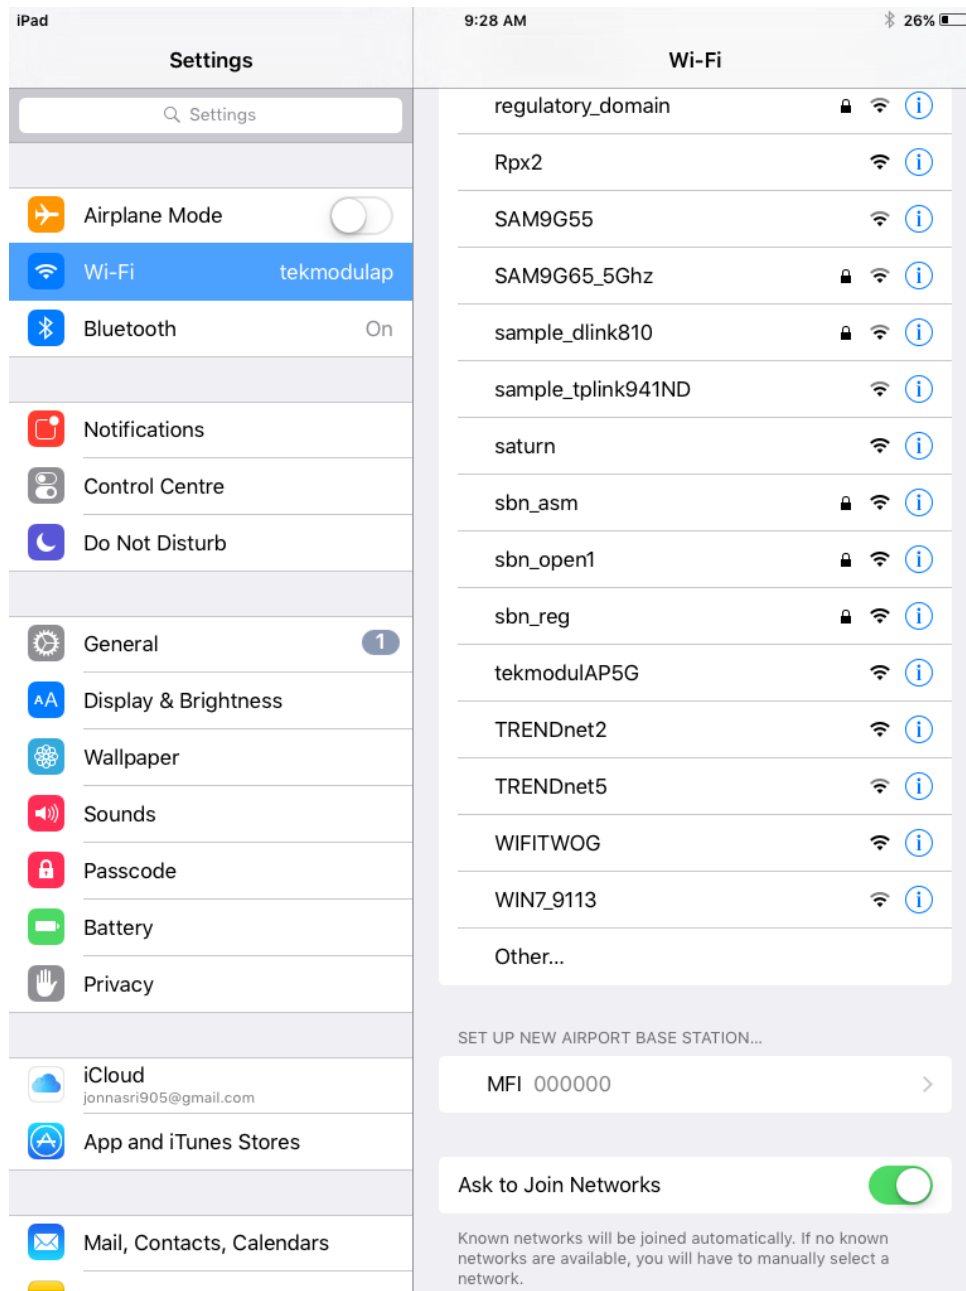 iPad
9:28 AM
26%
Settings
Wi-Fi
Settings
Airplane Mode
Wi-Fi tekmodulap
Bluetooth On
Notifications
Control Centre
Do Not Disturb
General 1
AA Display & Brightness
Wallpaper
Sounds
Passcode
Battery
Privacy
iCloud
jonnasri905@gmail.com
App and iTunes Stores
Mail, Contacts, Calendars
regulatory_domain
Rpx2
SAM9G55
SAM9G65_5Ghz
sample_dlink810
sample_tplink941ND
saturn
sbn_asm
sbn_open1
sbn_reg
tekmodulAP5G
TRENDnet2
TRENDnet5
WIFITWOG
WIN7_9113
Other...
SET UP NEW AIRPORT BASE STATION...
MFI 000000
Ask to Join Networks
Known networks will be joined automatically. If no known
networks are available, you will have to manually select a
network.